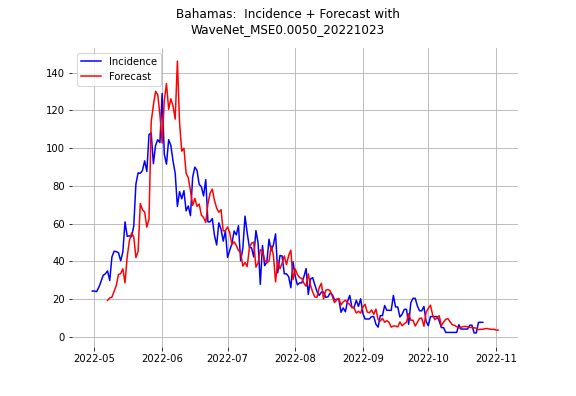 Bahamas:  Incidence + Forecast with
WaveNet_MSE0.0050_20221023
Incidence
Forecast
140
120
100
80
60
40
20
0
2022-05 2022-06 2022-07 2022-08 2022-09 2022-10 2022-11